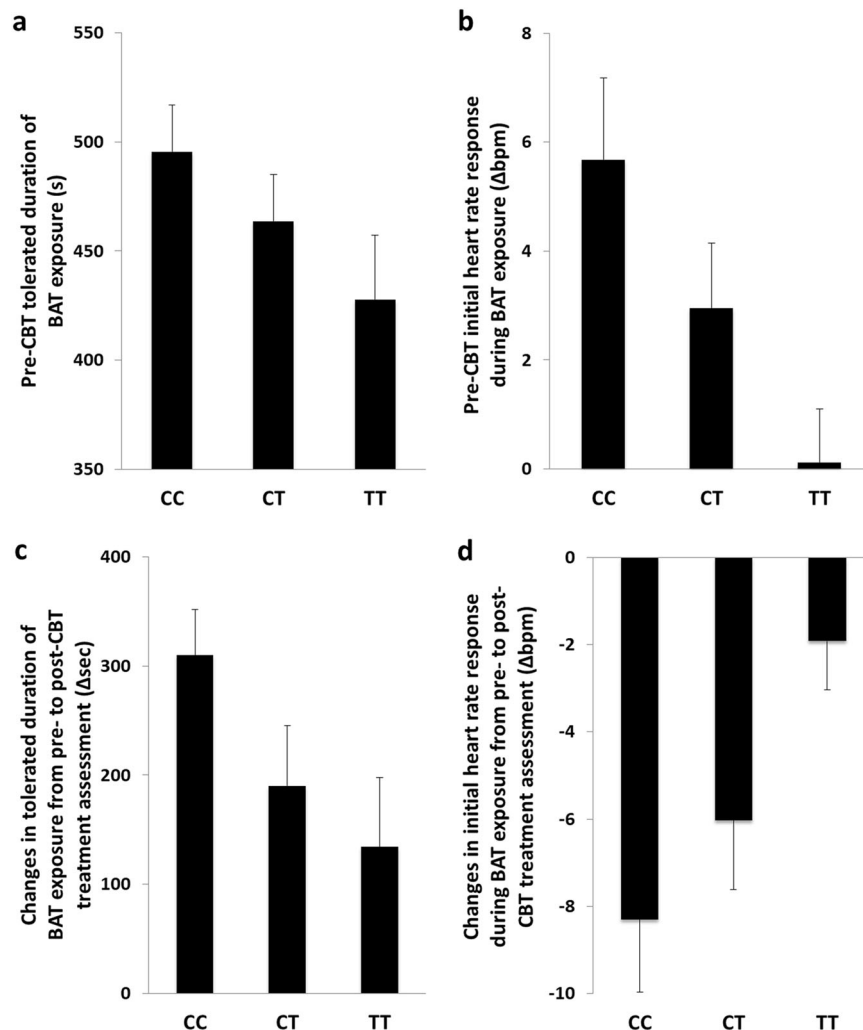 a
Pre-CBT tolerated duration of
BAT exposure (s)
550
500
450
400
350
CC CT TT
b
Pre-CBT initial heart rate response
during BAT exposure (Δbpm)
8
6
4
2
0
CC CT TT
c
Changes in tolerated duration of
BAT exposure from pre- to post-CBT
treatment assessment (Δsec)
400
300
200
100
0
CC CT TT
d
Changes in initial heart rate response
during BAT exposure from pre- to post-
CBT treatment assessment (Δbpm)
0
-2
-4
-6
-8
-10
CC CT TT